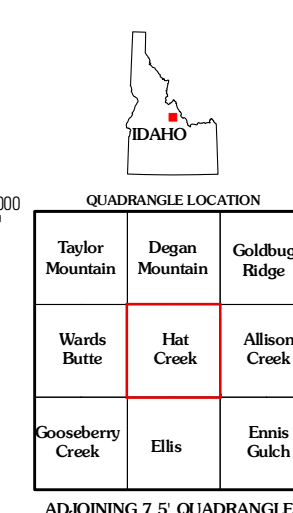 IDAHO
QUADRANGLE LOCATION
000
Taylor
Mountain
Degan
Mountain
Goldbug
Ridge
Wards
Butte
Hat
Creek
Allison
Creek
Gooseberry
Creek
Ellis
Ennis
Gulch
ADJOINING 7.5' QUADRANGLE